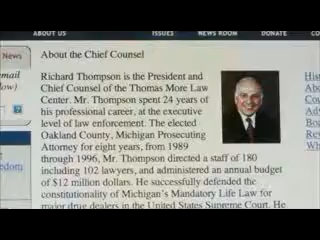 ABOUT US ISSUES NEWS ROOM DONATE
News
About the Chief Counsel
email
Now)
Richard Thompson is the President and
Chief Counsel of the Thomas More Law
Center. Mr. Thompson spent 24 years of
his professional career, at the executive
level of law enforcement. The elected
Oakland County, Michigan Prosecuting
Attorney for eight years, from 1989
through 1996, Mr. Thompson directed a staff of 180
including 102 lawyers, and administered an annual budget
of $12 million dollars. He successfully defended the
constitutionality of Michigan's Mandatory Life Law for
major drug dealers in the United States Supreme Court. He